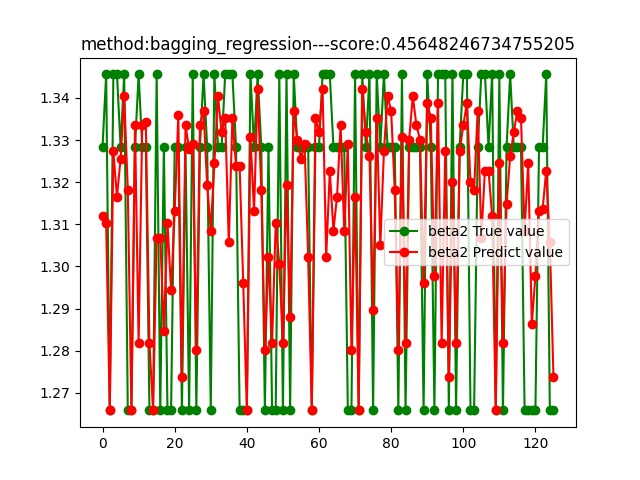 method:bagging_regression---score:0.45648246734755205
1.34
1.33
1.32
1.31
1.30
1.29
1.28
1.27
beta2 True value
beta2 Predict value
0 20 40 60 80 100 120